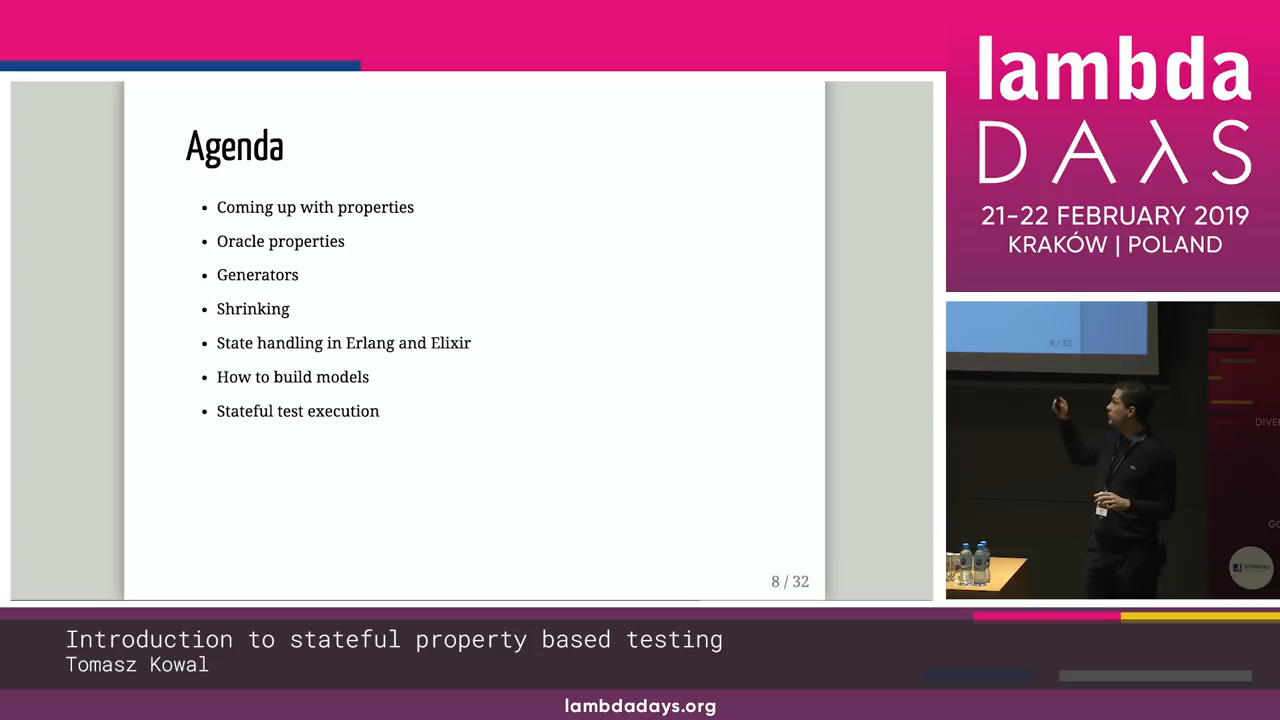 Agenda
• Coming up with properties
• Oracle properties
• Generators
• Shrinking
• State handling in Erlang and Elixir
• How to build models
• Stateful test execution
8 / 32
lambda
DAλS
21-22 FEBRUARY 2019
KRAKÓW | POLAND
8 / 32
Introduction to stateful property based testing
Tomasz Kowal
lambdadays.org